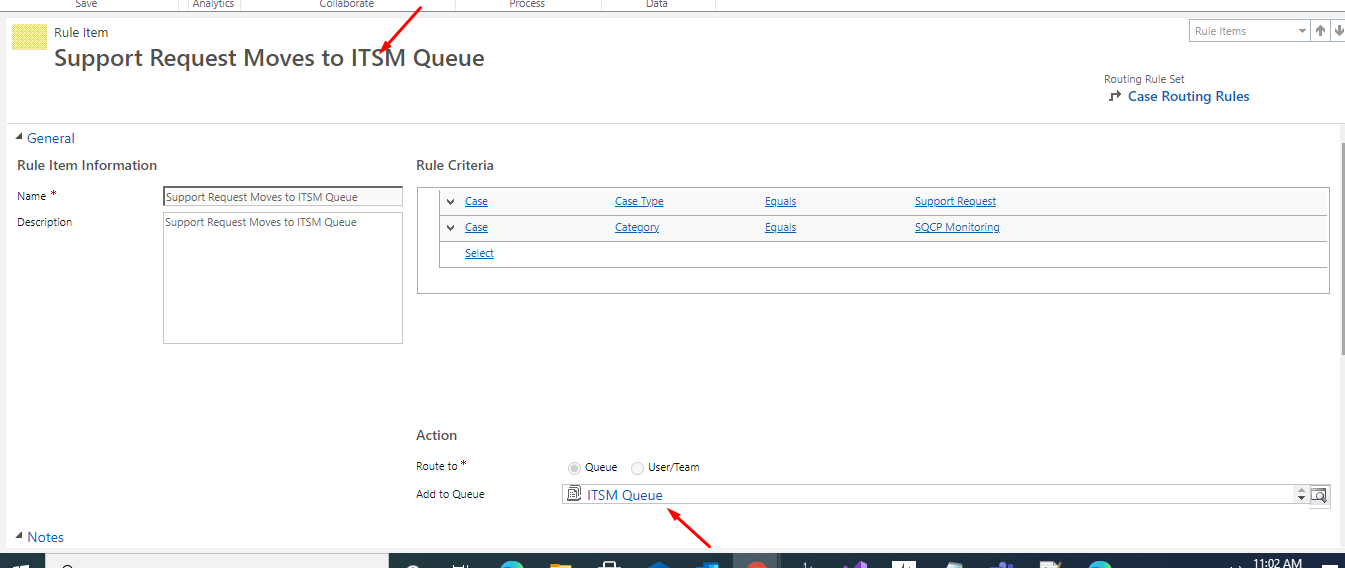 Save Analytics Collaborate Process Data
Rule Item
Support Request Moves to ITSM Queue
Rule Items
Routing Rule Set
Case Routing Rules
General
Rule Item Information
Name *
Support Request Moves to ITSM Queue
Description
Support Request Moves to ITSM Queue
Rule Criteria
Case Case Type Equals Support Request
Case Category Equals SQCP Monitoring
Select
Action
Route to * Queue User/Team
Add to Queue ITSM Queue
Notes
11:02 AM